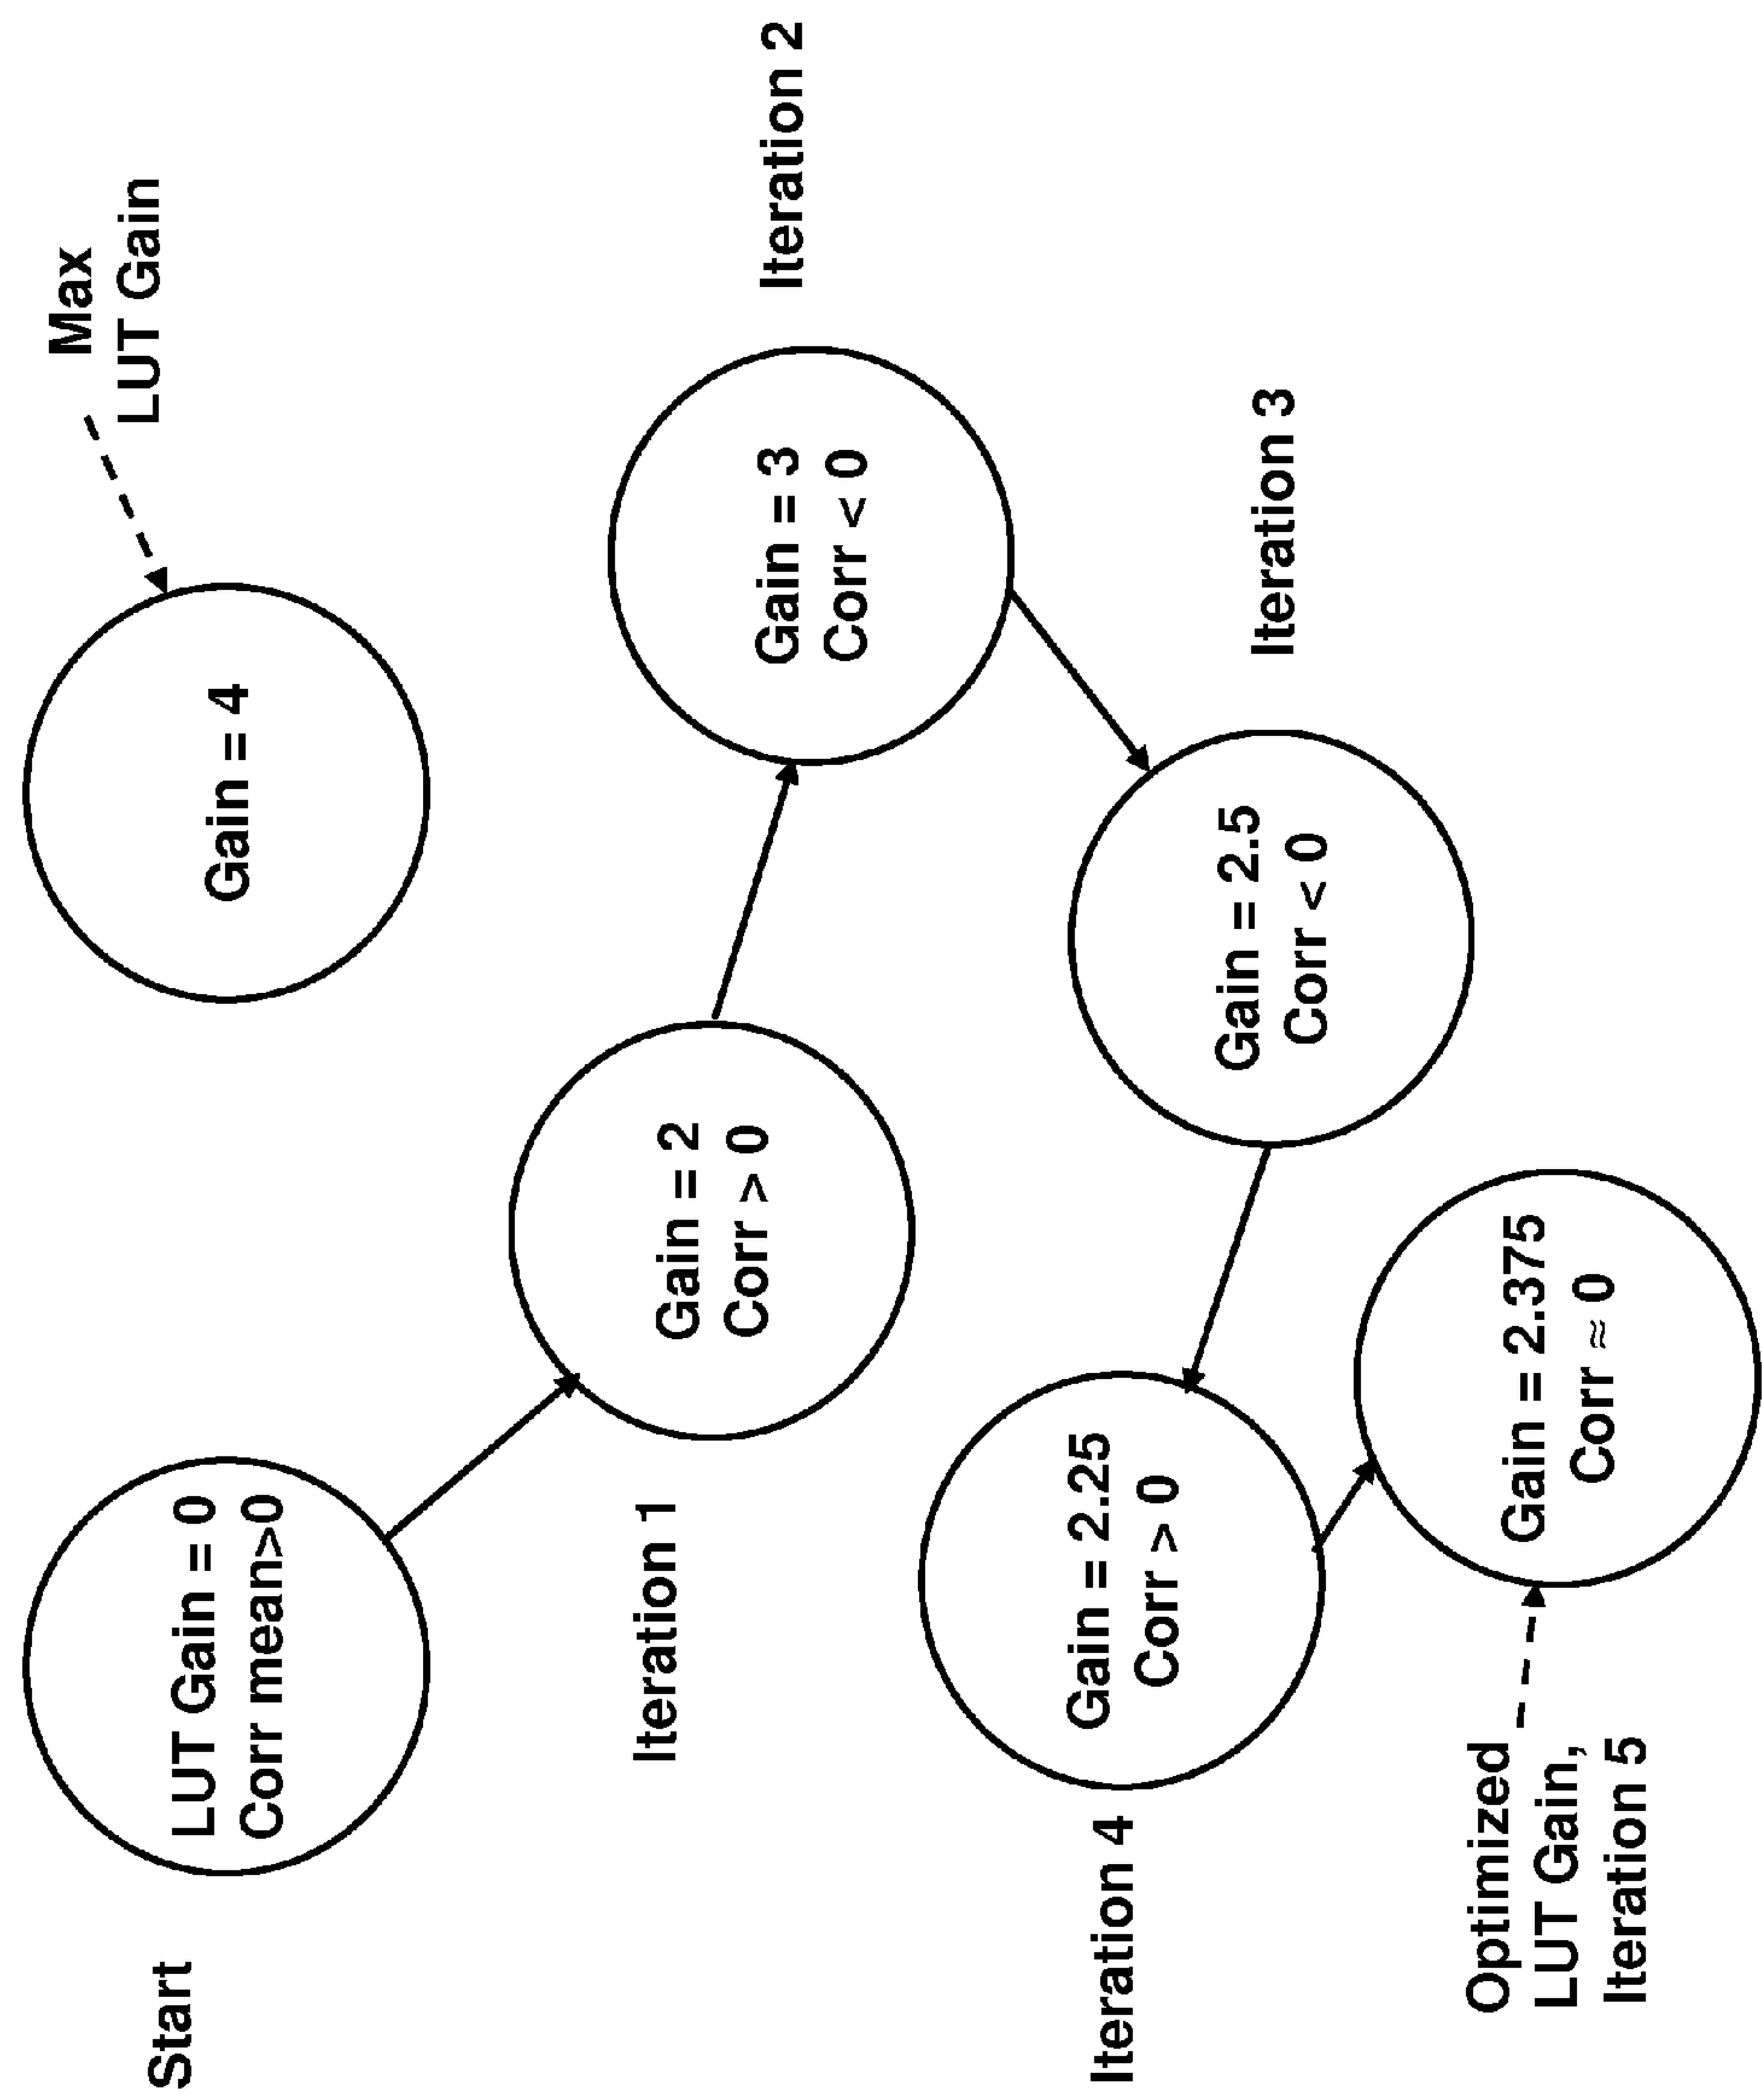 Start
LUT Gain = 0
Corr mean>0
Gain = 4
Max
LUT Gain
Iteration 1
Gain = 2
Corr > 0
Gain = 3
Corr < 0
Iteration 2
Gain = 2.5
Corr < 0
Iteration 3
Iteration 4
Gain = 2.25
Corr > 0
Optimized
LUT Gain,
Iteration 5
Gain = 2.375
Corr ≈ 0